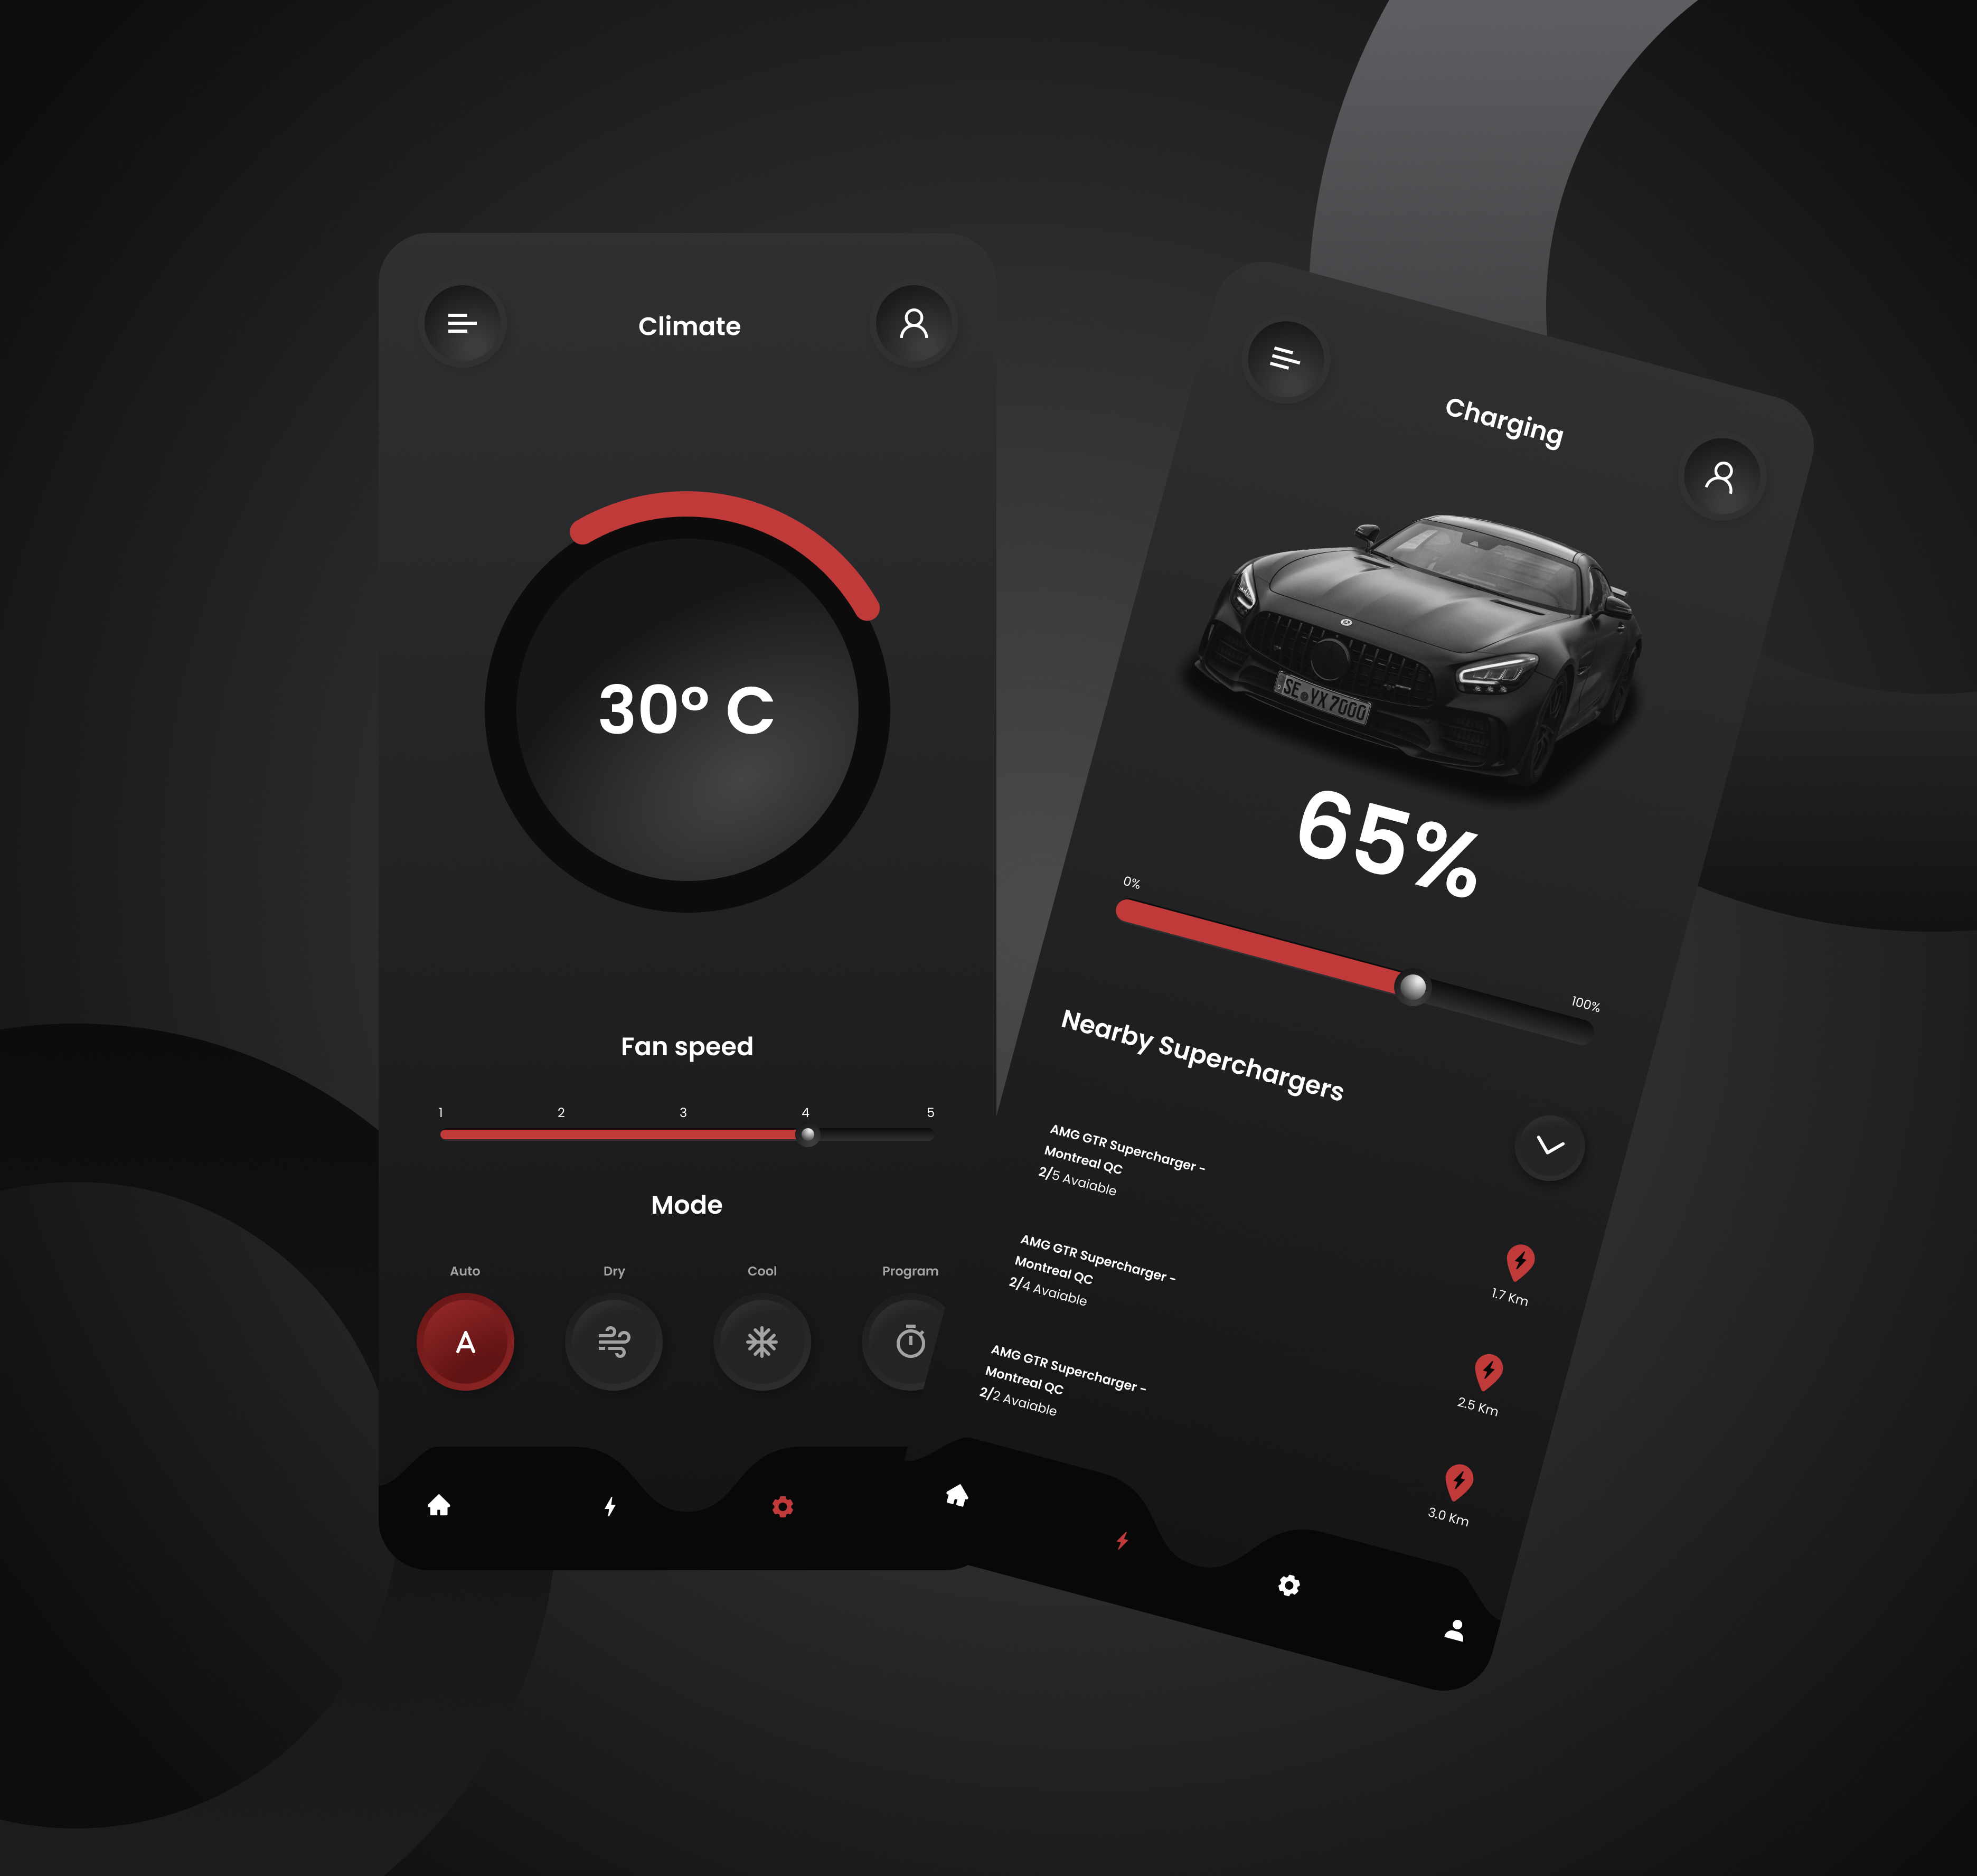 Climate
30° C
Fan speed
1 2 3 4 5
Mode
Auto Dry Cool Program
A
Charging
SE YX 7000
65%
0%
100%
Nearby Superchargers
AMG GTR Supercharger -
Montreal QC
2/5 Avaiable
1.7 Km
AMG GTR Supercharger -
Montreal QC
2/4 Avaiable
2.5 Km
AMG GTR Supercharger -
Montreal QC
2/2 Avaiable
3.0 Km